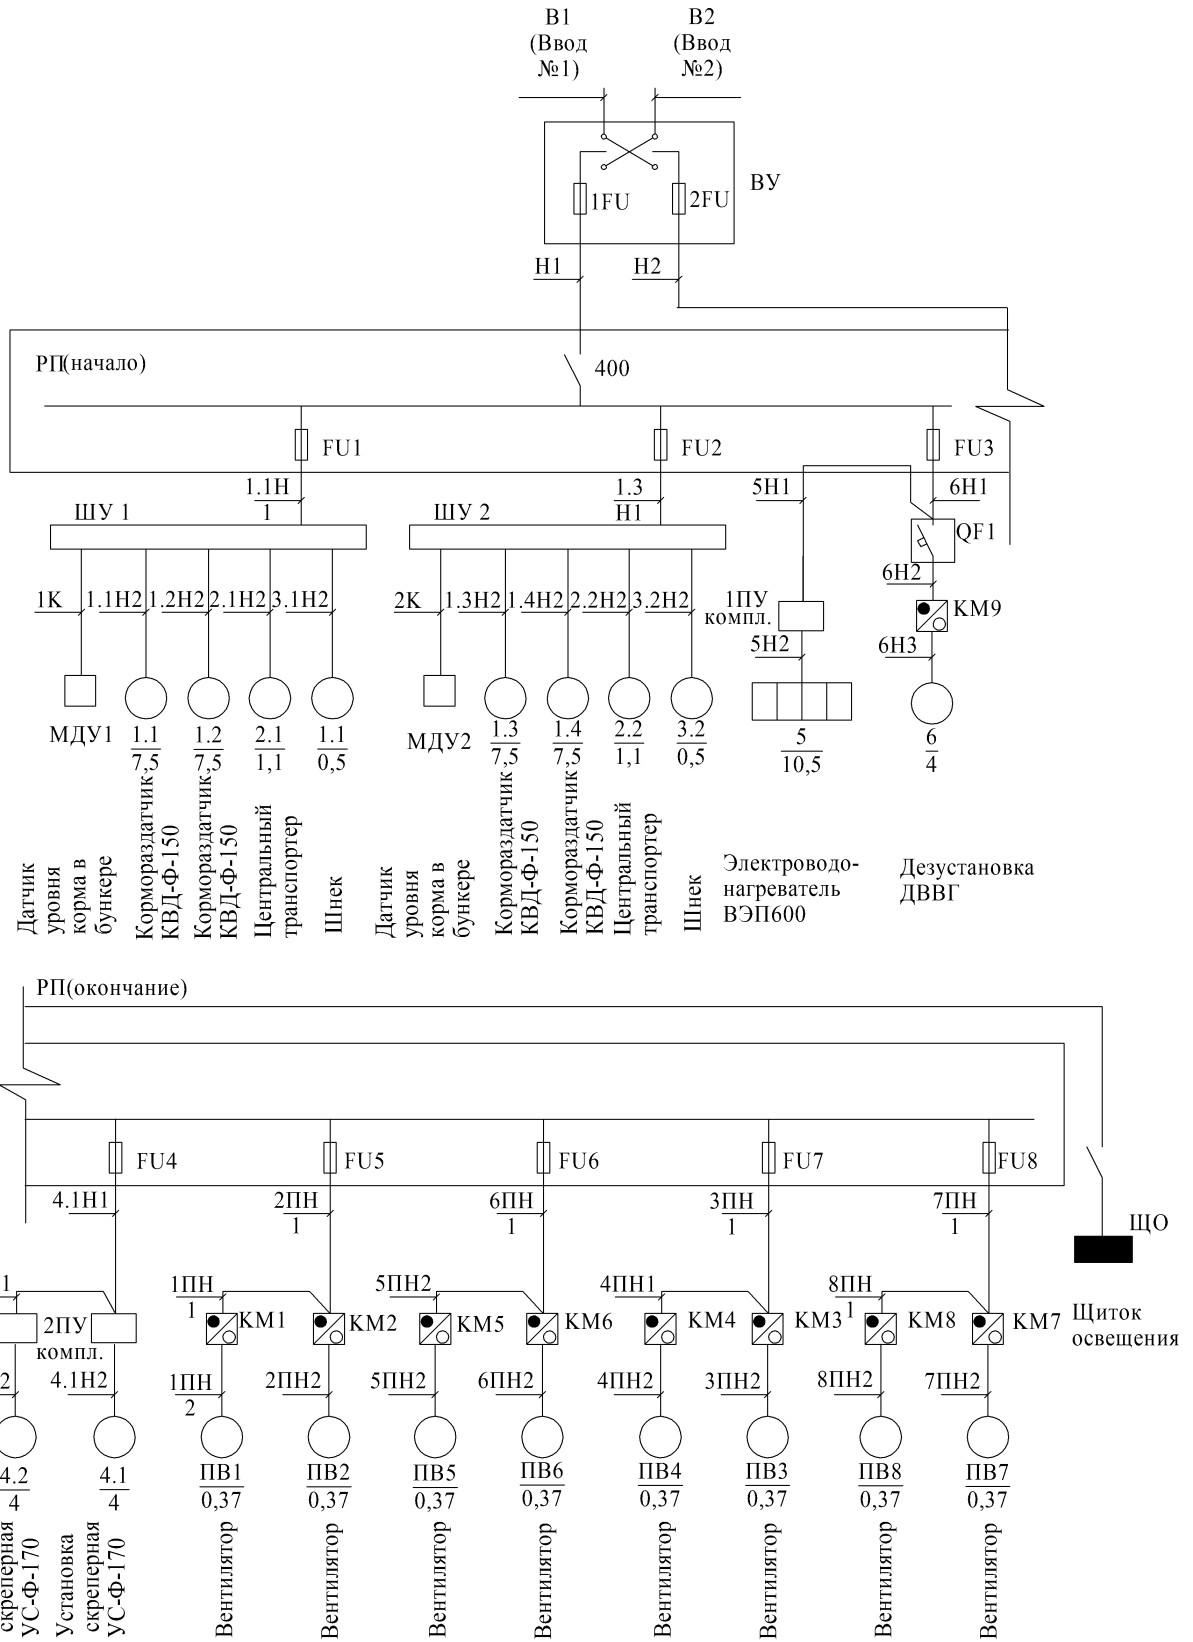 В1
(Ввод
№1)
В2
(Ввод
№2)
ВУ
1FU
2FU
Н1
Н2
РП(начало)
400
FU1
FU2
FU3
1.1Н
1
1.3
Н1
5Н1
6Н1
ШУ 1
ШУ 2
QF1
6Н2
1К
1.1Н2
1.2Н2
2.1Н2
3.1Н2
2К
1.3Н2
1.4Н2
2.2Н2
3.2Н2
1ПУ
компл.
КМ9
5Н2
6Н3
МДУ1
1.1
7,5
1.2
7,5
2.1
1,1
1.1
0,5
МДУ2
1.3
7,5
1.4
7,5
2.2
1,1
3.2
0,5
5
10,5
6
4
Датчик
уровня
корма в
бункере
Кормораздатчик
КВД-Ф-150
Кормораздатчик
КВД-Ф-150
Центральный
транспортер
Шнек
Датчик
уровня
корма в
бункере
Кормораздатчик
КВД-Ф-150
Кормораздатчик
КВД-Ф-150
Центральный
транспортер
Шнек
Электроводо-
нагреватель
ВЭП600
Дезустановка
ДВВГ
РП(окончание)
FU4
FU5
FU6
FU7
FU8
4.1Н1
2ПН
1
6ПН
1
3ПН
1
7ПН
1
ЩО
1
1ПН
1
5ПН2
4ПН1
8ПН
1
2ПУ
компл.
КМ1
КМ2
КМ5
КМ6
КМ4
КМ3
КМ8
КМ7
Щиток
освещения
2
4.1Н2
1ПН
2
2ПН2
5ПН2
6ПН2
4ПН2
3ПН2
8ПН2
7ПН2
4.2
4
4.1
4
ПВ1
0,37
ПВ2
0,37
ПВ5
0,37
ПВ6
0,37
ПВ4
0,37
ПВ3
0,37
ПВ8
0,37
ПВ7
0,37
скреперная
УС-Ф-170
Установка
скреперная
УС-Ф-170
Вентилятор
Вентилятор
Вентилятор
Вентилятор
Вентилятор
Вентилятор
Вентилятор
Вентилятор